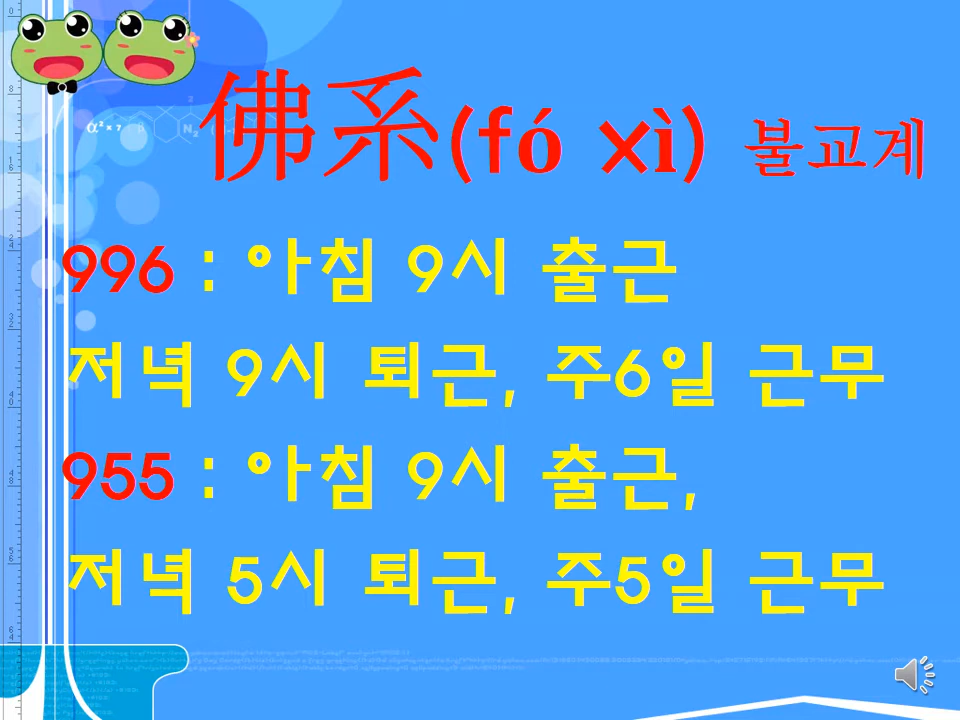 佛系(fó xì) 불교계
996 : 아침 9시 출근
저녁 9시 퇴근, 주6일 근무
955 : 아침 9시 출근,
저녁 5시 퇴근, 주5일 근무